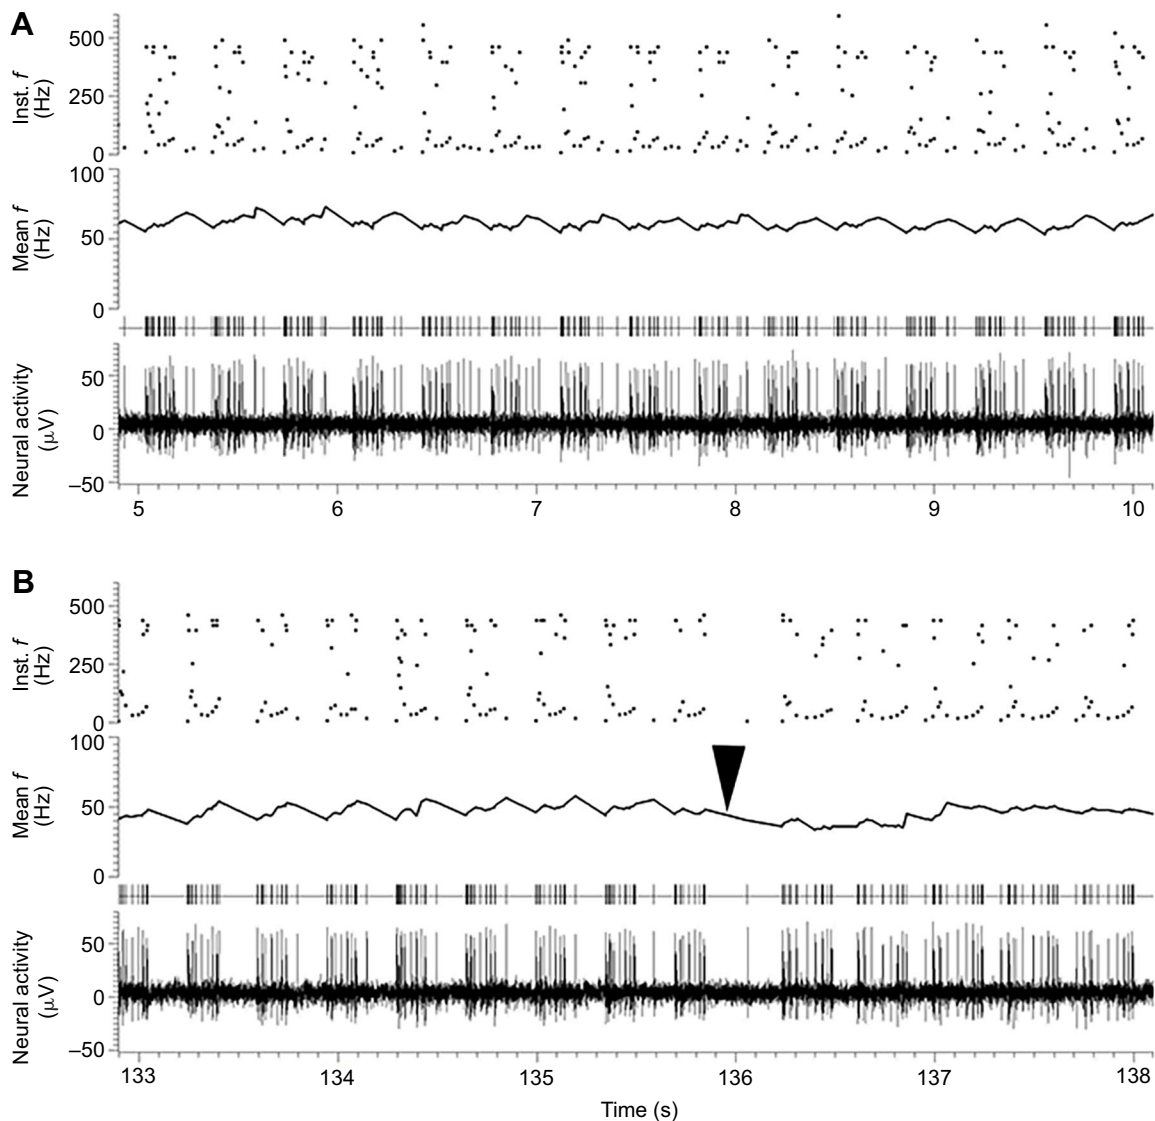 A
Inst. f
(Hz)
500
250
0
Mean f
(Hz)
100
50
0
Neural activity
(μV)
50
0
–50
5 6 7 8 9 10
B
Inst. f
(Hz)
500
250
0
Mean f
(Hz)
100
50
0
Neural activity
(μV)
50
0
–50
133 134 135 136 137 138
Time (s)